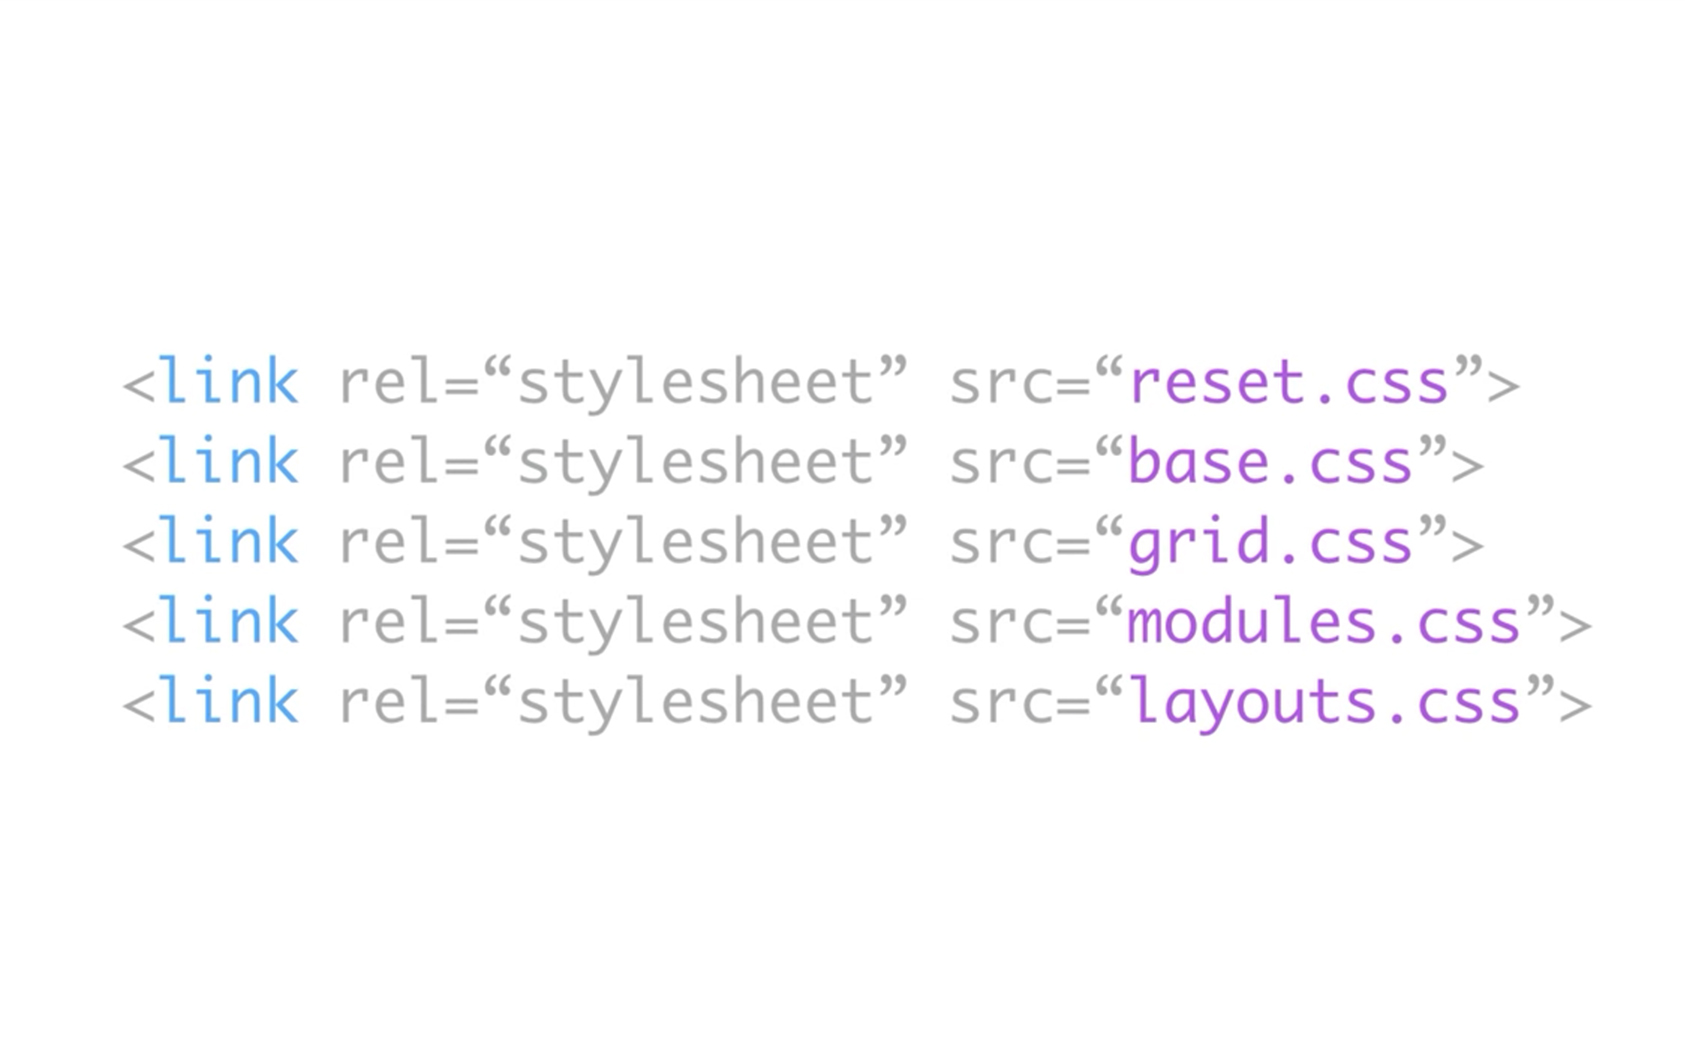 <link rel=“stylesheet” src=“reset.css”>
<link rel=“stylesheet” src=“base.css”>
<link rel=“stylesheet” src=“grid.css”>
<link rel=“stylesheet” src=“modules.css”>
<link rel=“stylesheet” src=“layouts.css”>